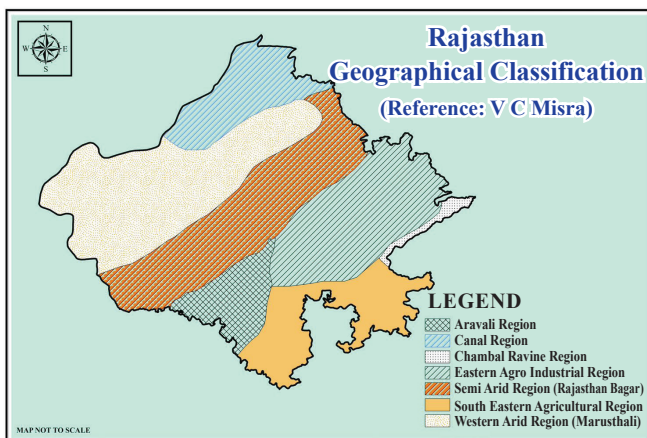 N
W E
S
Rajasthan
Geographical Classification
(Reference: V C Misra)
LEGEND
Aravali Region
Canal Region
Chambal Ravine Region
Eastern Agro Industrial Region
Semi Arid Region (Rajasthan Bagar)
South Eastern Agricultural Region
Western Arid Region (Marusthali)
MAP NOT TO SCALE